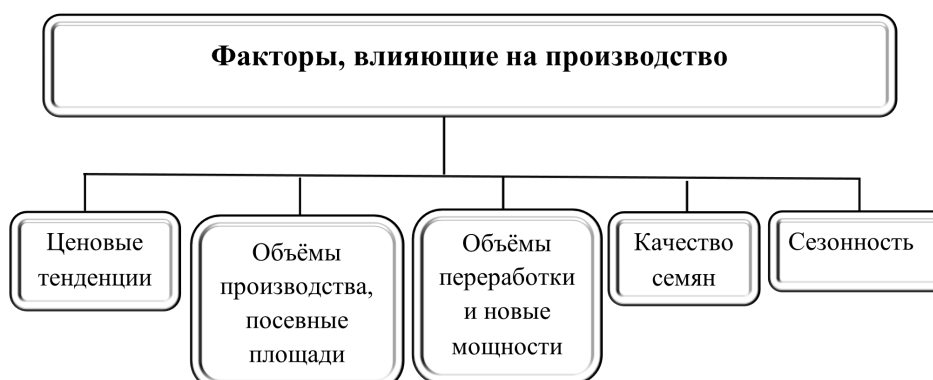 Факторы, влияющие на производство
Ценовые
тенденции
Объёмы
производства,
посевные
площади
Объёмы
переработки
и новые
мощности
Качество
семян
Сезонность